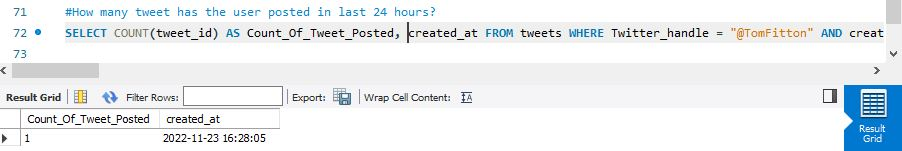 71 #How many tweet has the user posted in last 24 hours?
72 SELECT COUNT(tweet_id) AS Count_Of_Tweet_Posted, created_at FROM tweets WHERE Twitter_handle = "@TomFitton" AND creat
73
Result Grid Filter Rows: Export: Wrap Cell Content: IA
Count_Of_Tweet_Posted created_at
1 2022-11-23 16:28:05
Result
Grid